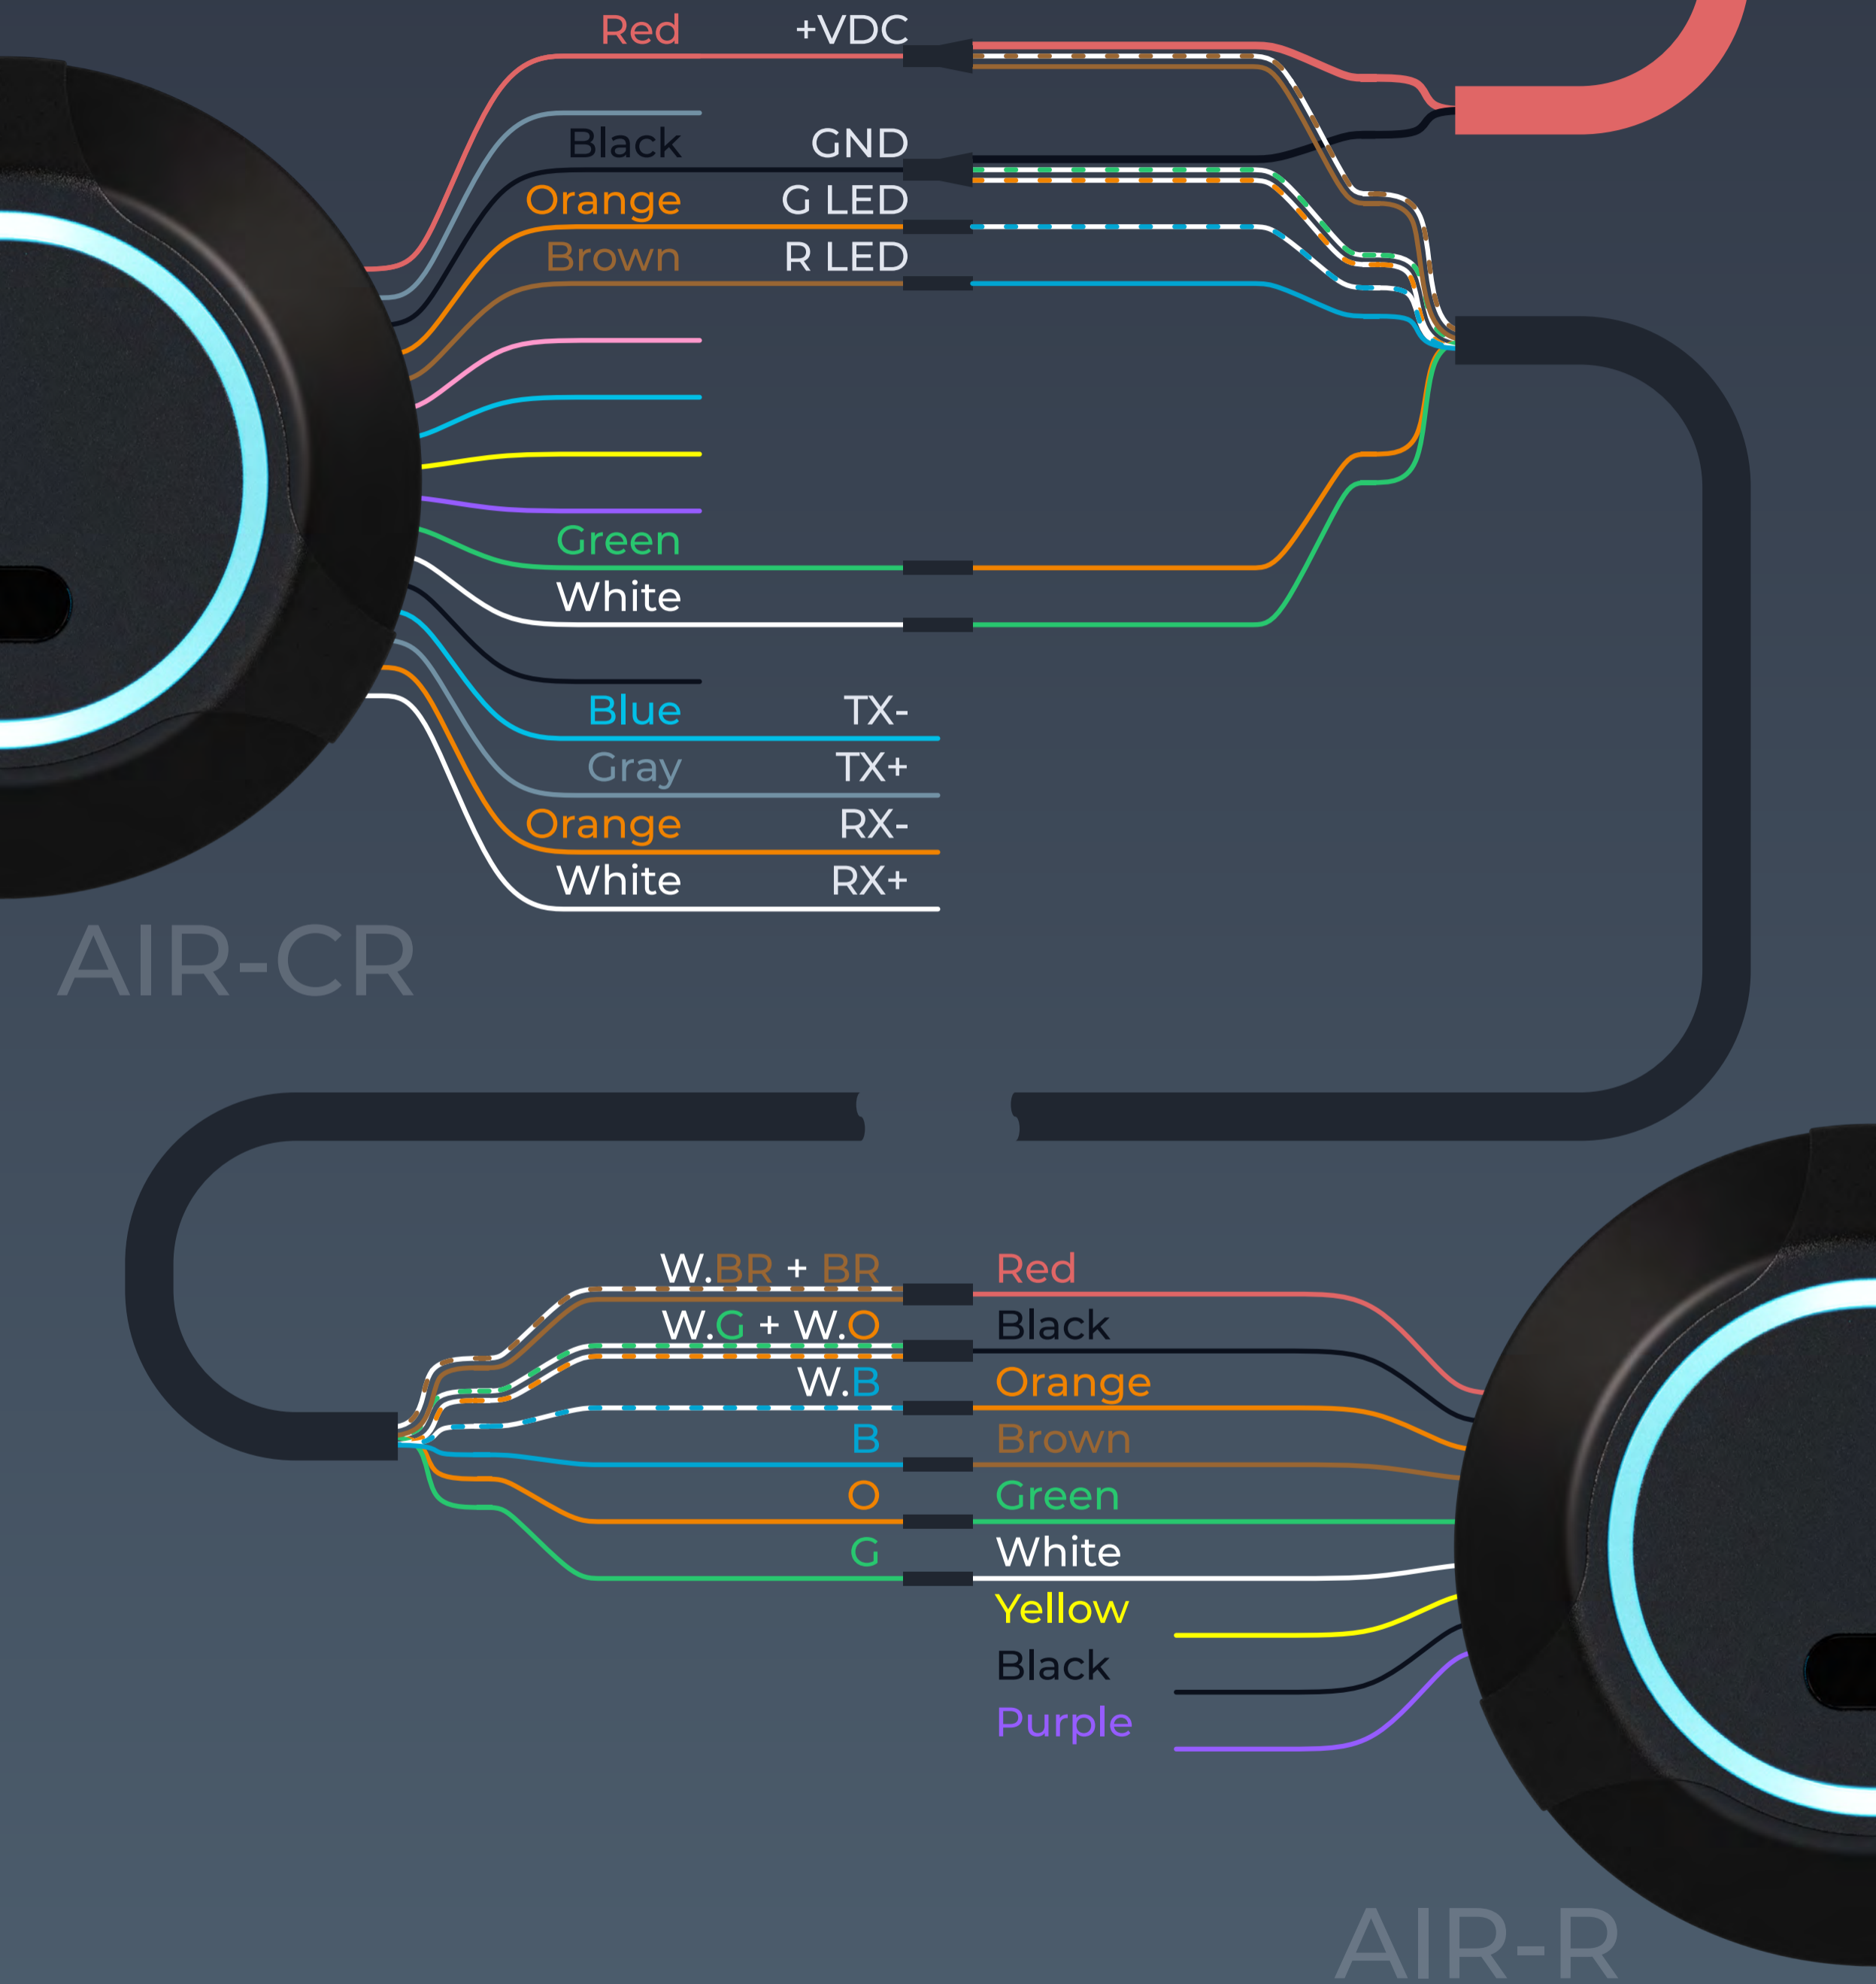 Red +VDC
Black GND
Orange G LED
Brown R LED
Green
White
Blue TX-
Gray TX+
Orange RX-
White RX+
AIR-CR
W.BR + BR Red
W.G + W.O Black
W.B Orange
B Brown
O Green
G White
Yellow
Black
Purple
AIR-R